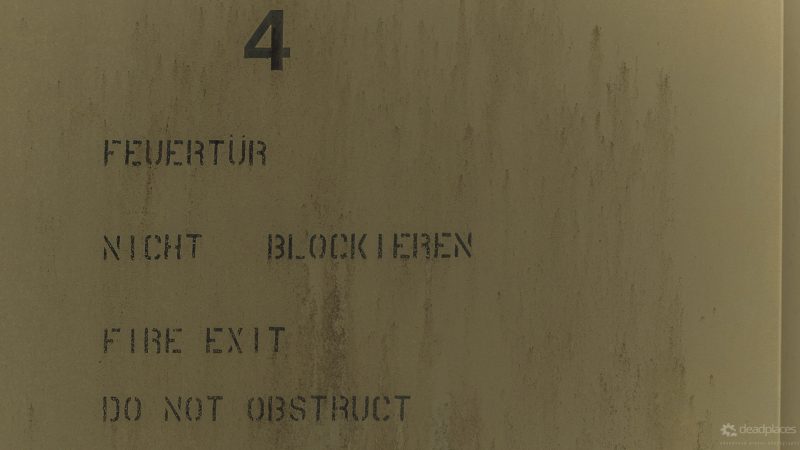 4
FEUERTÜR
NICHT BLOCKIEREN
FIRE EXIT
DO NOT OBSTRUCT
deadplaces